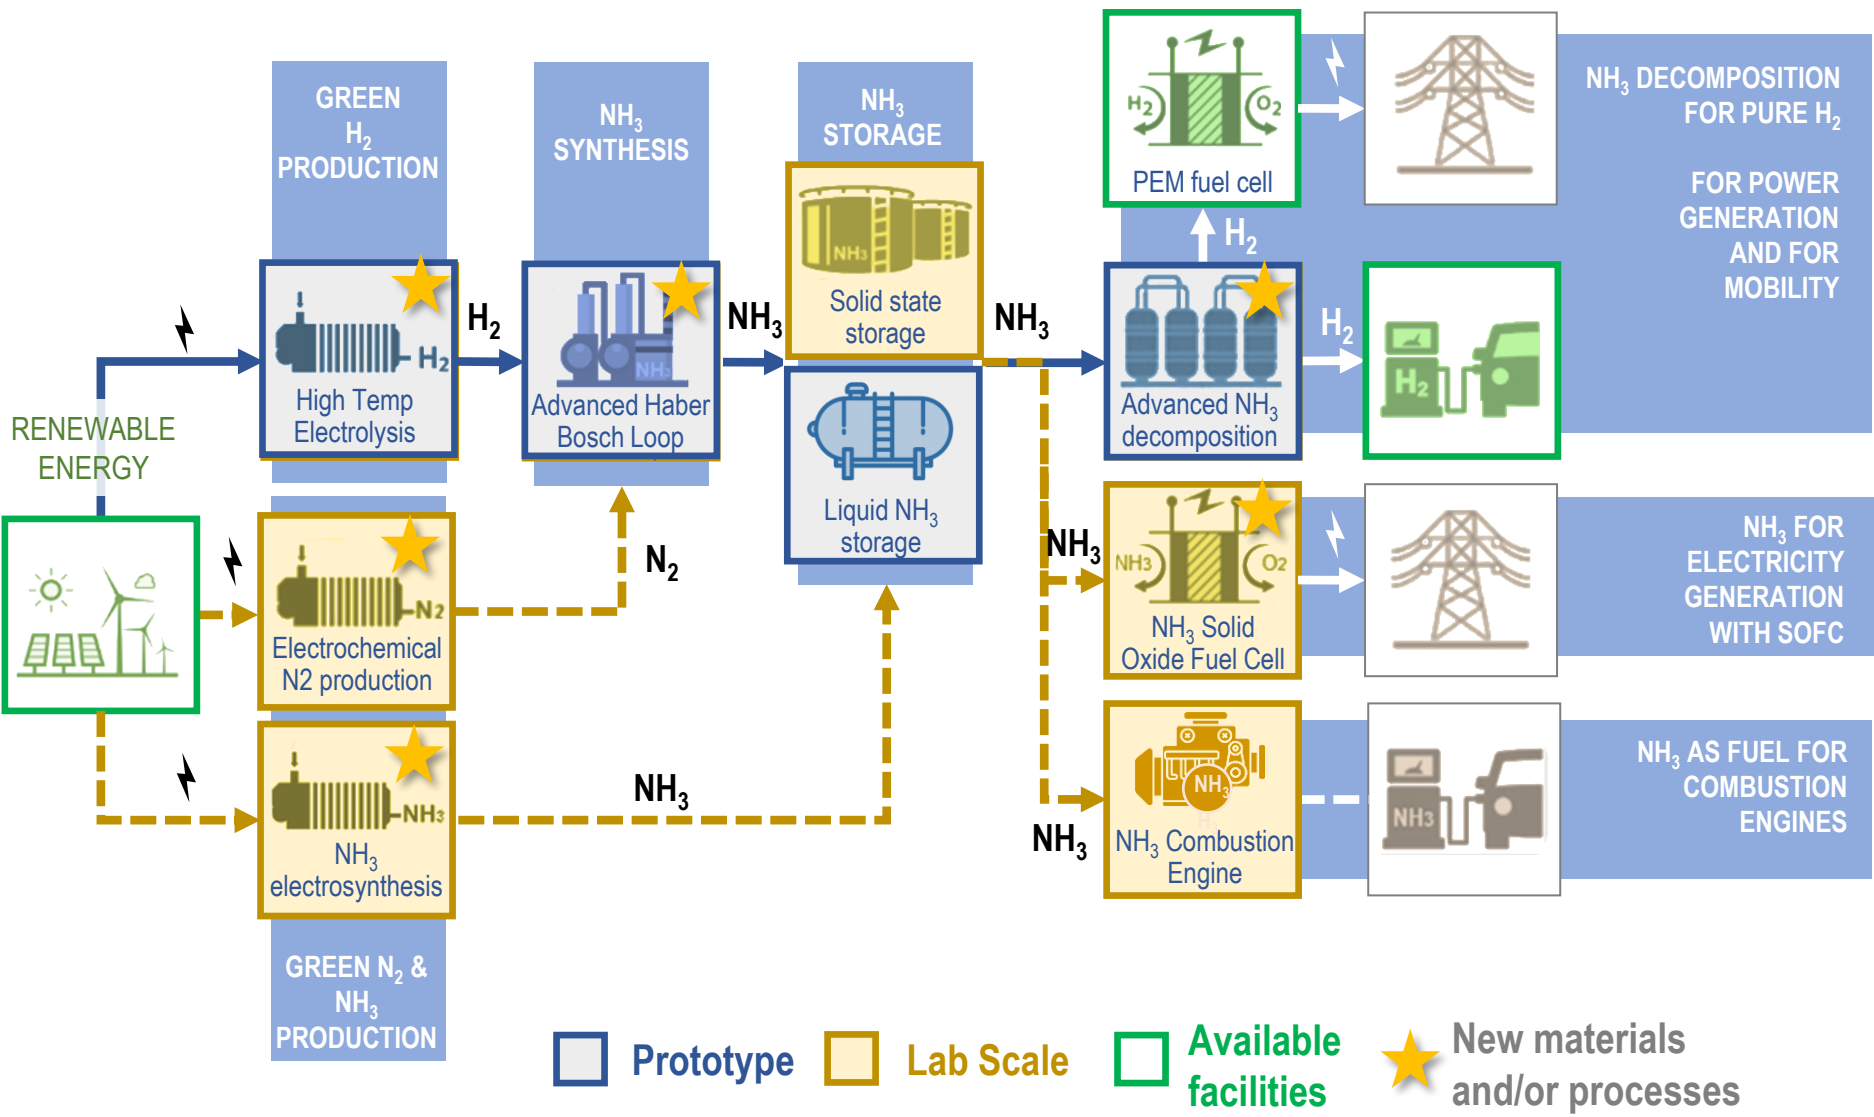 GREEN
H2
PRODUCTION
NH3
SYNTHESIS
NH3
STORAGE
NH3 DECOMPOSITION
FOR PURE H2
FOR POWER
GENERATION
AND FOR
MOBILITY
H2
O2
PEM fuel cell
H2
NH3
Solid state
storage
H2
High Temp
Electrolysis
H2
NH3
Advanced Haber
Bosch Loop
NH3
NH3
Advanced NH3
decomposition
H2
H2
RENEWABLE
ENERGY
Liquid NH3
storage
N2
Electrochemical
N2 production
N2
NH3
NH3
O2
NH3 Solid
Oxide Fuel Cell
NH3 FOR
ELECTRICITY
GENERATION
WITH SOFC
NH3
NH3
electrosynthesis
NH3
NH3
NH3
NH3 Combustion
Engine
NH3
NH3 AS FUEL FOR
COMBUSTION
ENGINES
GREEN N2 &
NH3
PRODUCTION
Prototype
Lab Scale
Available
facilities
New materials
and/or processes